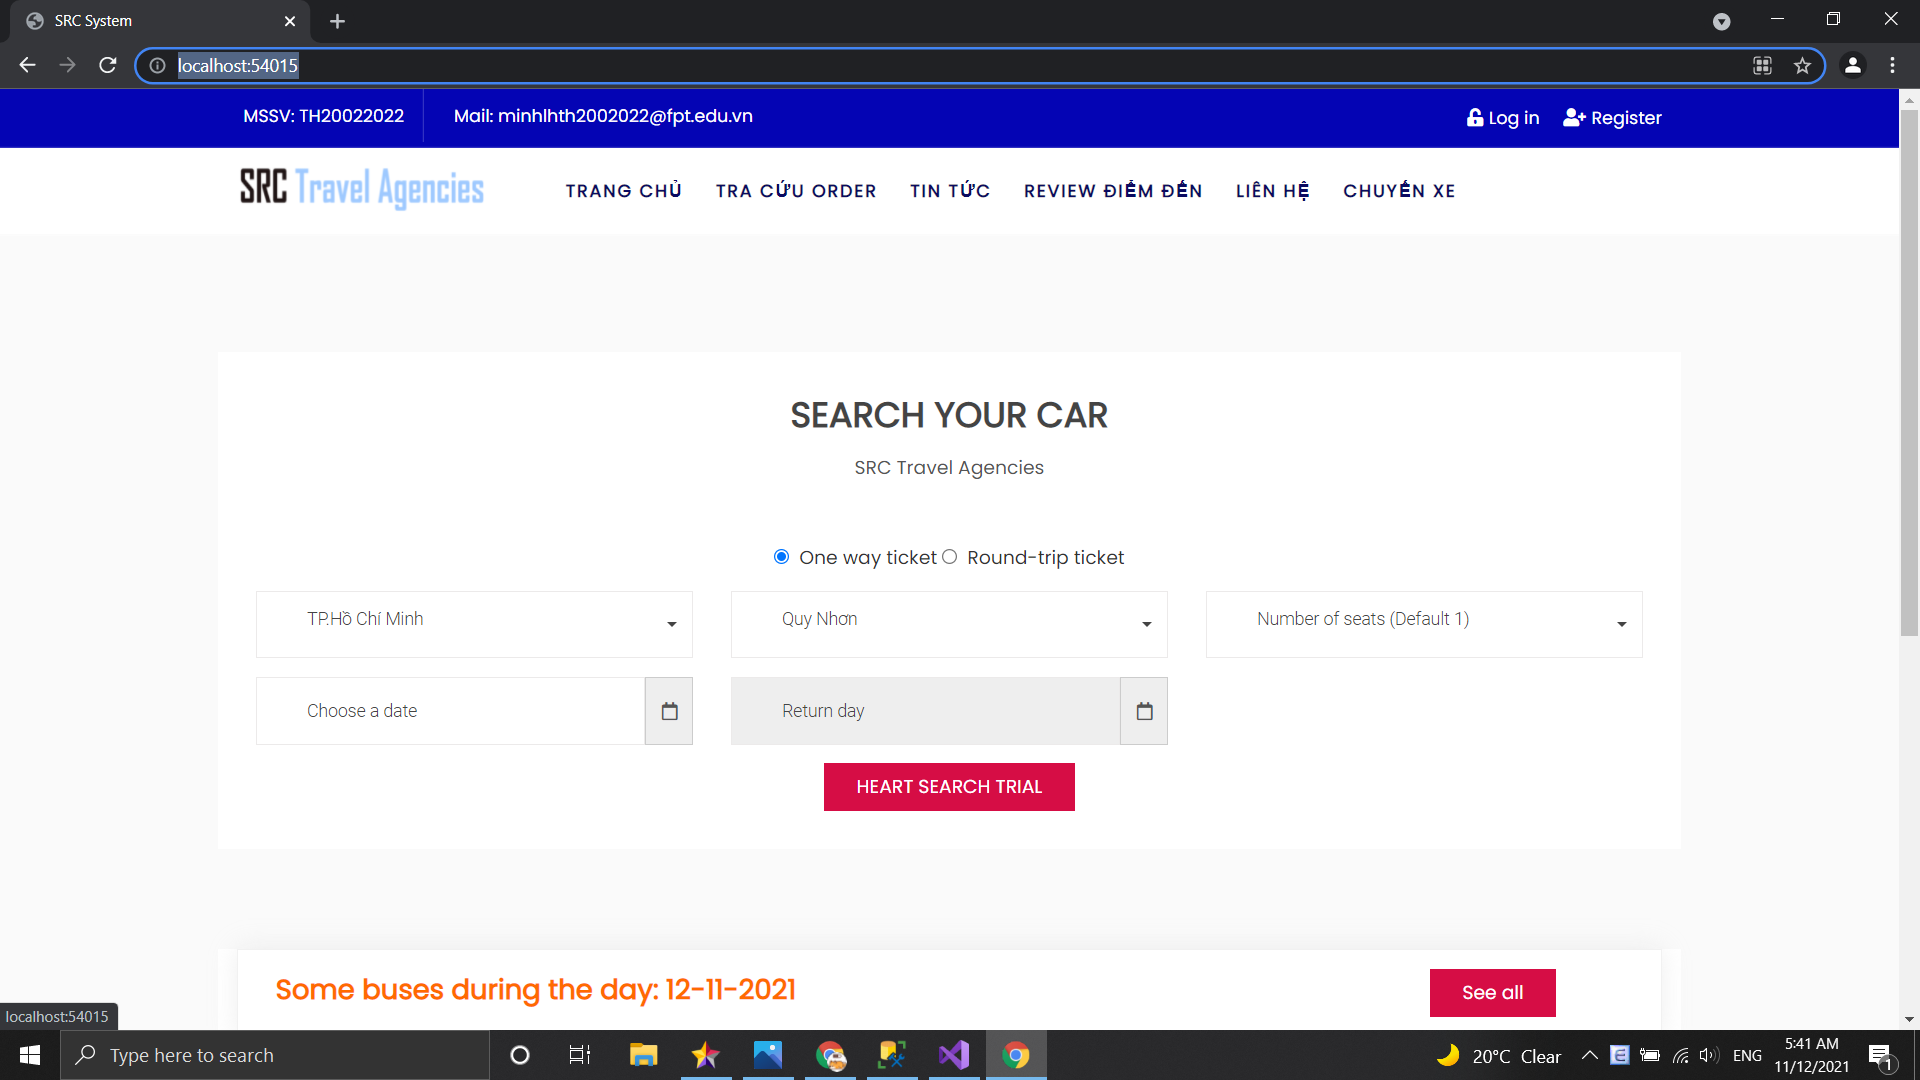 SRC System
localhost:54015
MSSV: TH20022022
Mail: minhlhth2002022@fpt.edu.vn
Log in
Register
SRC Travel Agencies
TRANG CHỦ
TRA CỨU ORDER
TIN TỨC
REVIEW ĐIỂM ĐẾN
LIÊN HỆ
CHUYẾN XE
SEARCH YOUR CAR
SRC Travel Agencies
One way ticket
Round-trip ticket
TP.Hồ Chí Minh
Quy Nhơn
Number of seats (Default 1)
Choose a date
Return day
HEART SEARCH TRIAL
Some buses during the day: 12-11-2021
See all
localhost:54015
Type here to search
20°C Clear
ENG
5:41 AM
11/12/2021
1